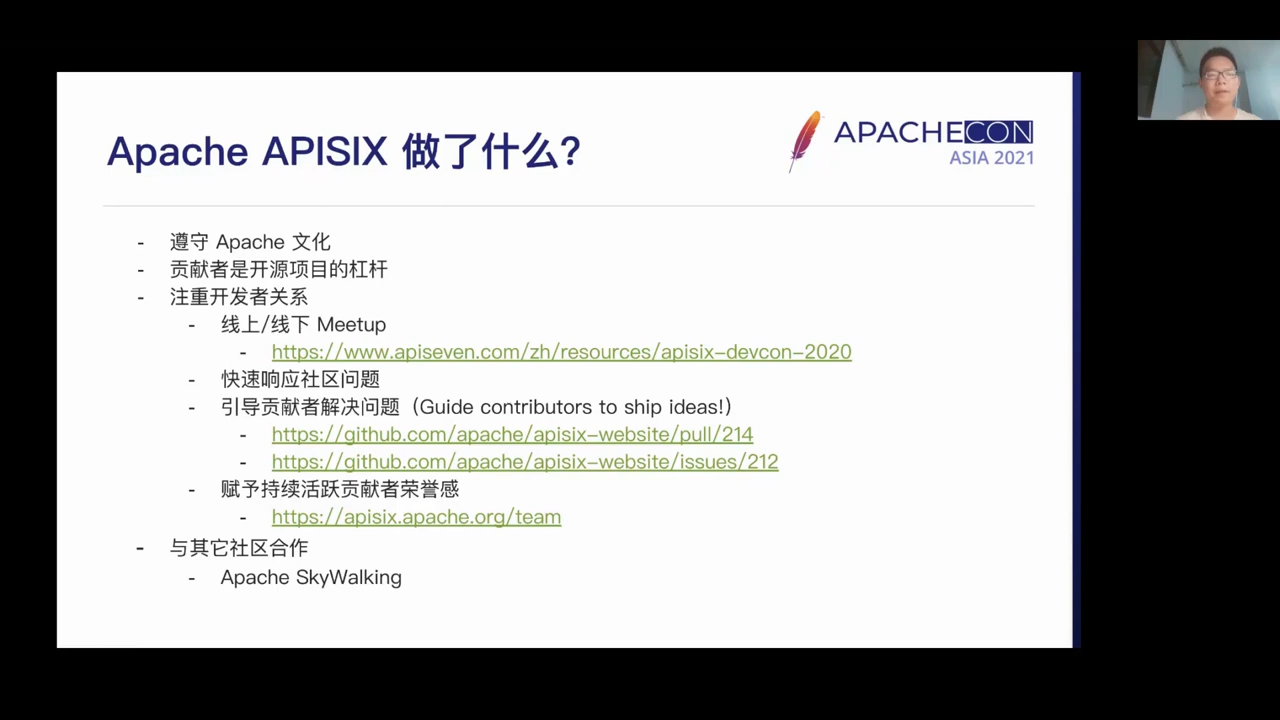 Apache APISIX 做了什么?
APACHECON
ASIA 2021
- 遵守 Apache 文化
- 贡献者是开源项目的杠杆
- 注重开发者关系
- 线上/线下 Meetup
- https://www.apiseven.com/zh/resources/apisix-devcon-2020
- 快速响应社区问题
- 引导贡献者解决问题（Guide contributors to ship ideas!）
- https://github.com/apache/apisix-website/pull/214
- https://github.com/apache/apisix-website/issues/212
- 赋予持续活跃贡献者荣誉感
- https://apisix.apache.org/team
- 与其它社区合作
- Apache SkyWalking